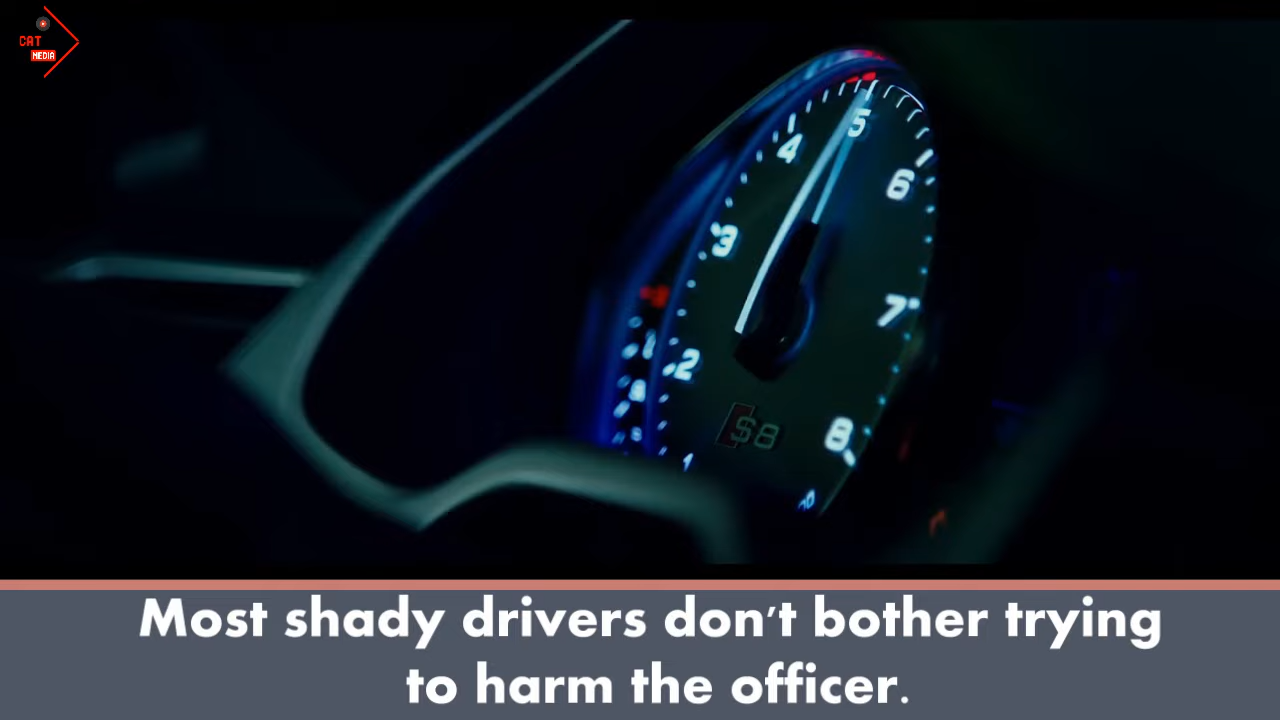 CAT
MEDIA
4
5
6
3
7
2
S8
8
1
Most shady drivers don't bother trying
to harm the officer.